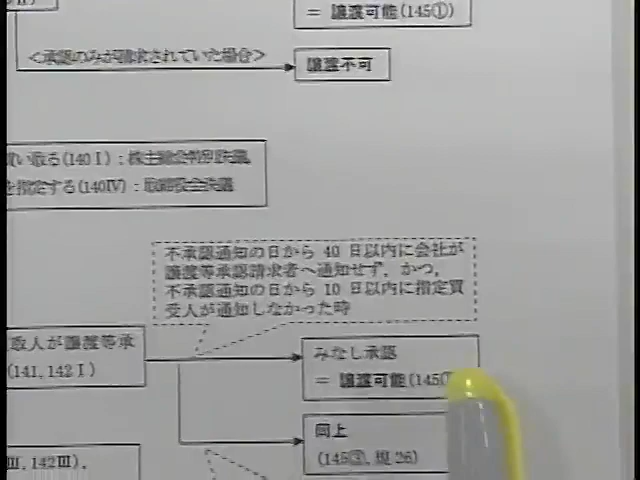 = 譲渡可能(145①)
<承認のみが請求されていた場合>
譲渡不可
い取る(140Ⅰ):株主総会特別決議
を指定する(140Ⅳ):取締役会決議
不承認通知の日から 40 日以内に会社が
譲渡等承認請求者へ通知せず、かつ、
不承認通知の日から 10 日以内に指定買
受人が通知しなかった時
取人が譲渡等承
(141, 142Ⅰ)
みなし承認
= 譲渡可能(145
同上
(145③, 規 26)
Ⅲ, 142Ⅲ)。